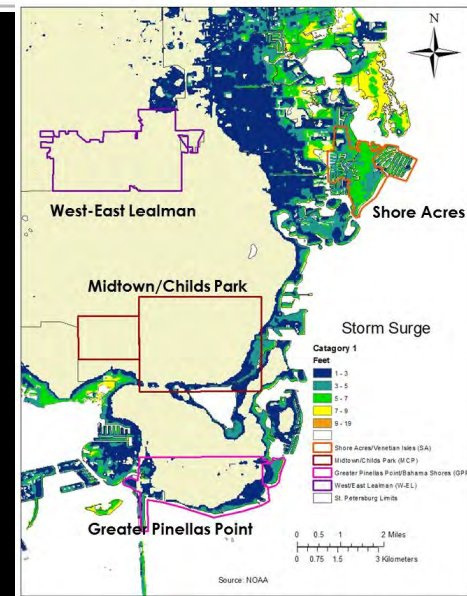 N
West-East Lealman
Shore Acres
Midtown/Childs Park
Storm Surge
Catagory 1
Feet
1 - 3
3 - 5
5 - 7
7 - 9
9 - 19
Shore Acres/Venetian Isles (SA)
Midtown/Childs Park (MCP)
Greater Pinellas Point/Bahama Shores (GPP
West/East Lealman (W-EL)
St. Petersburg Limits
Greater Pinellas Point
0 0.5 1 2 Miles
0 0.75 1.5 3 Kilometers
Source: NOAA